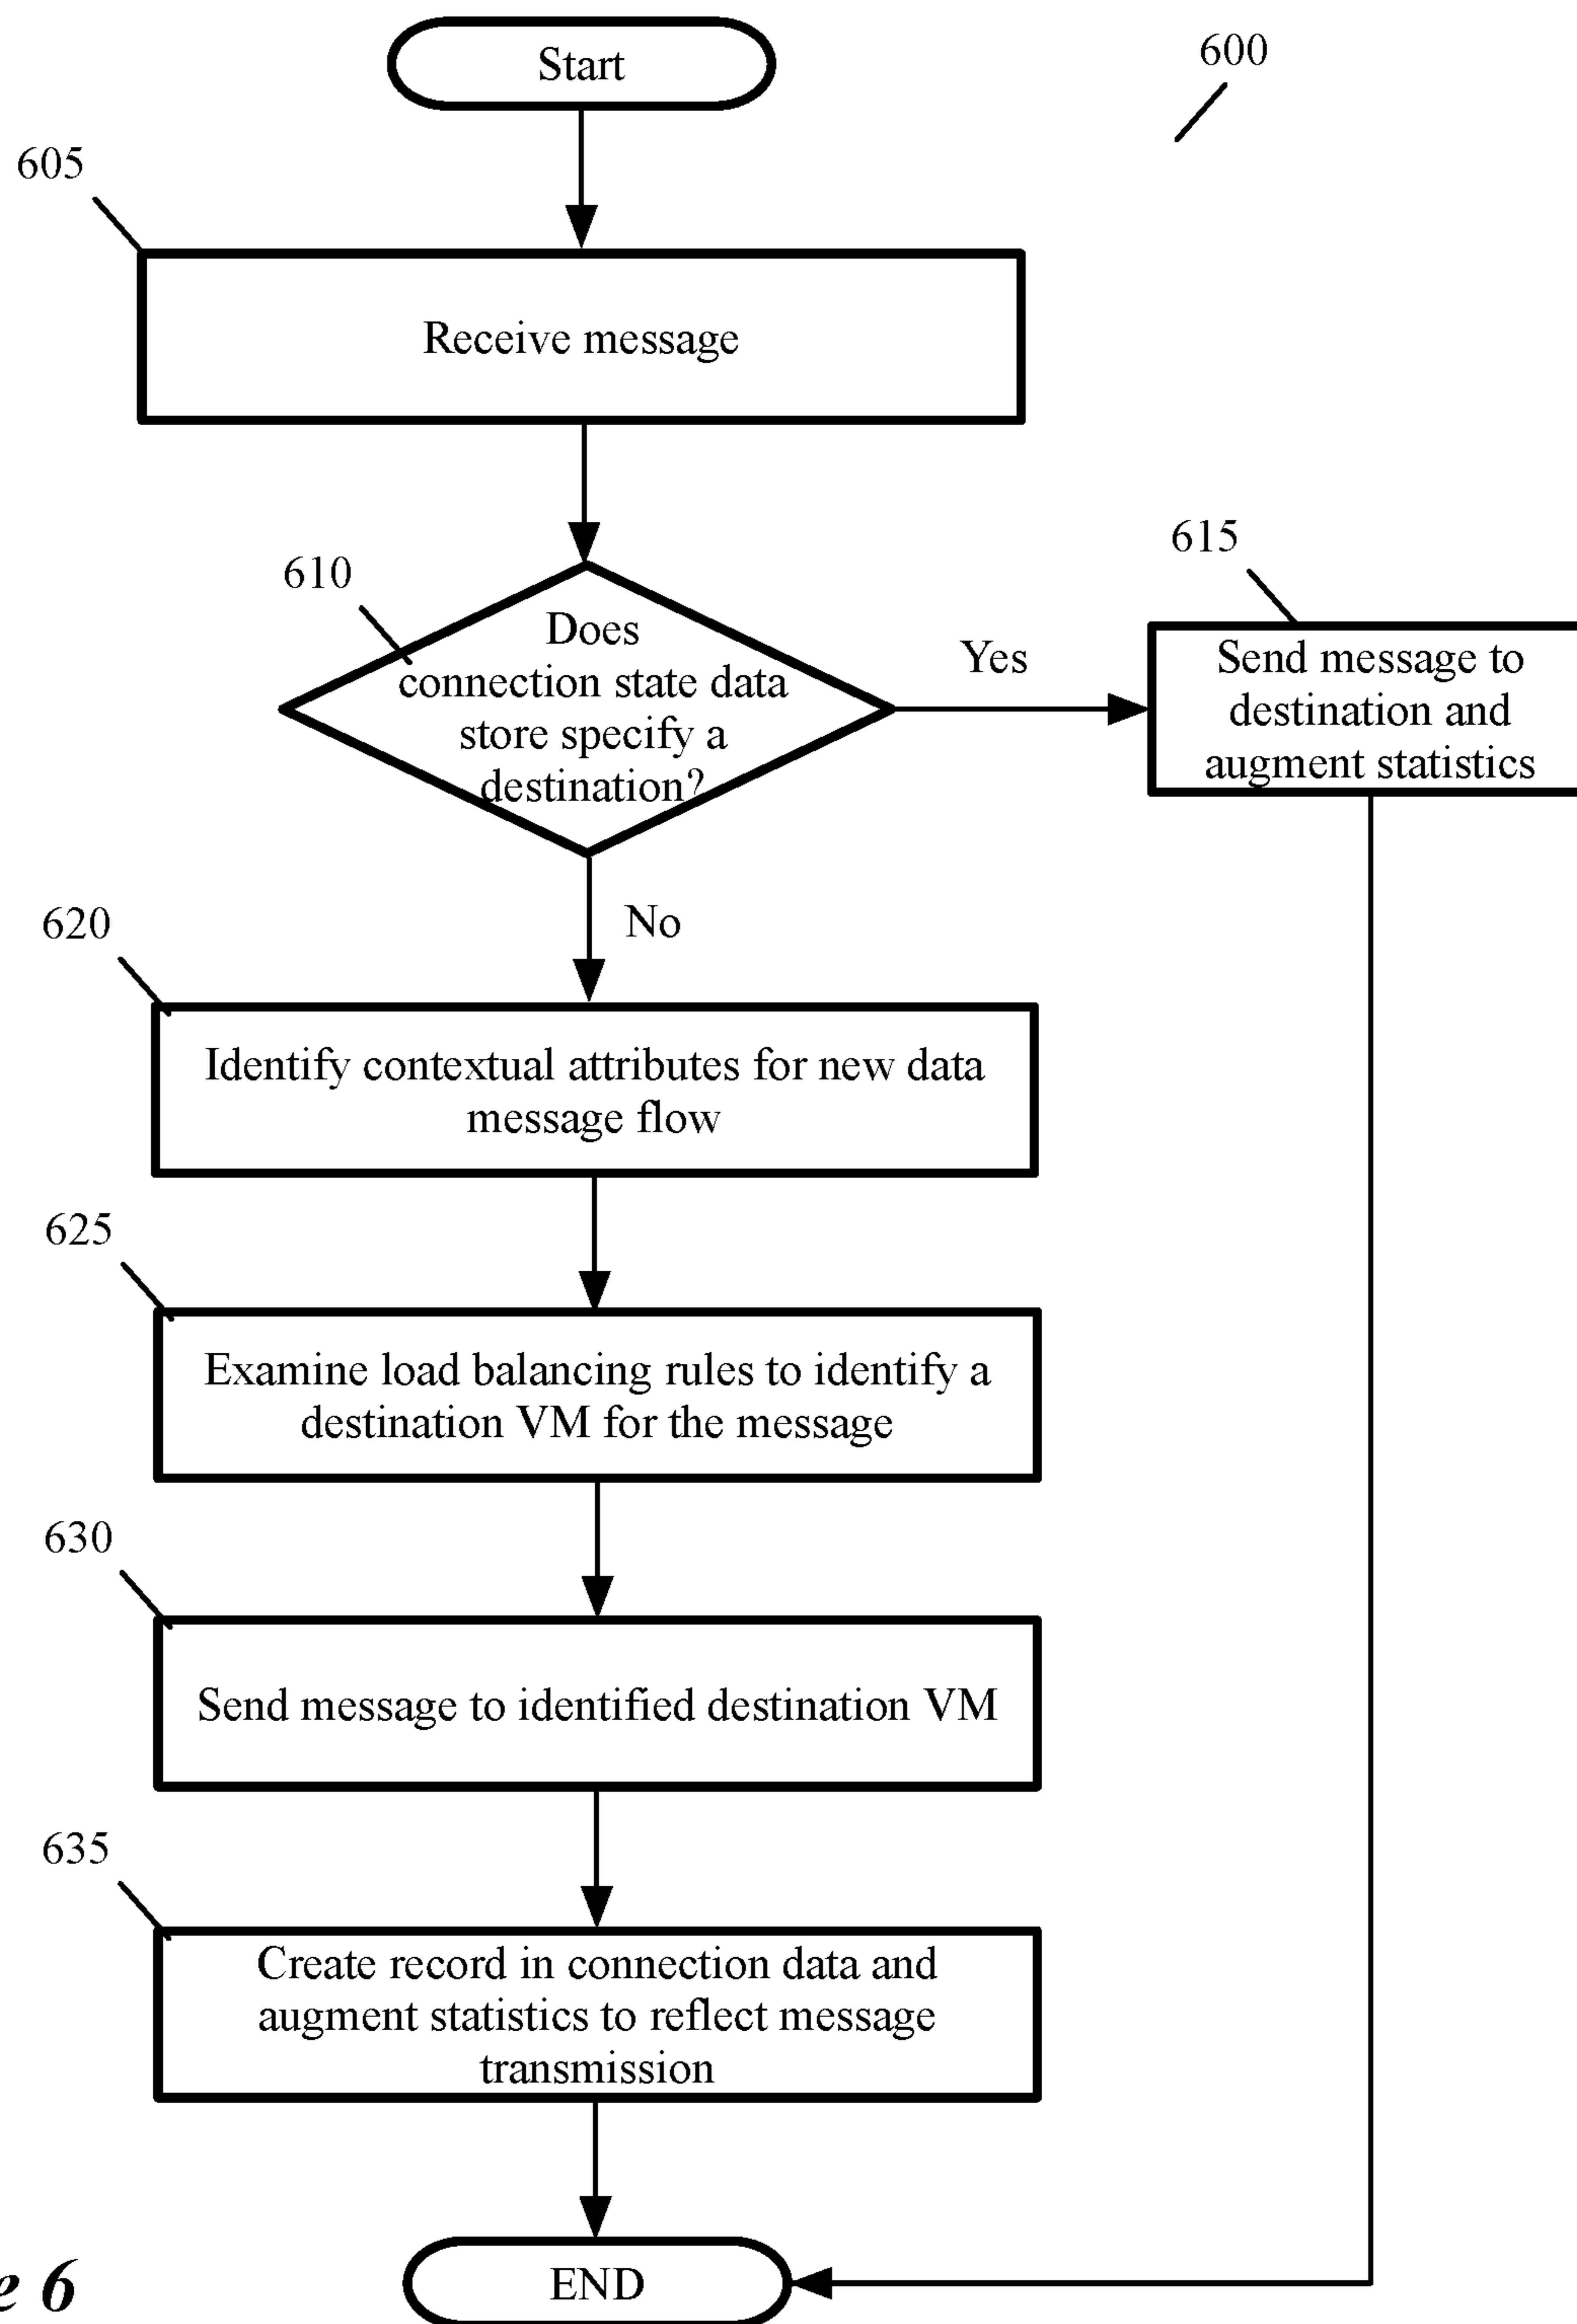 Start
600
605
Receive message
610
Does
connection state data
store specify a
destination?
Yes
615
Send message to
destination and
augment statistics
No
620
Identify contextual attributes for new data
message flow
625
Examine load balancing rules to identify a
destination VM for the message
630
Send message to identified destination VM
635
Create record in connection data and
augment statistics to reflect message
transmission
END
6